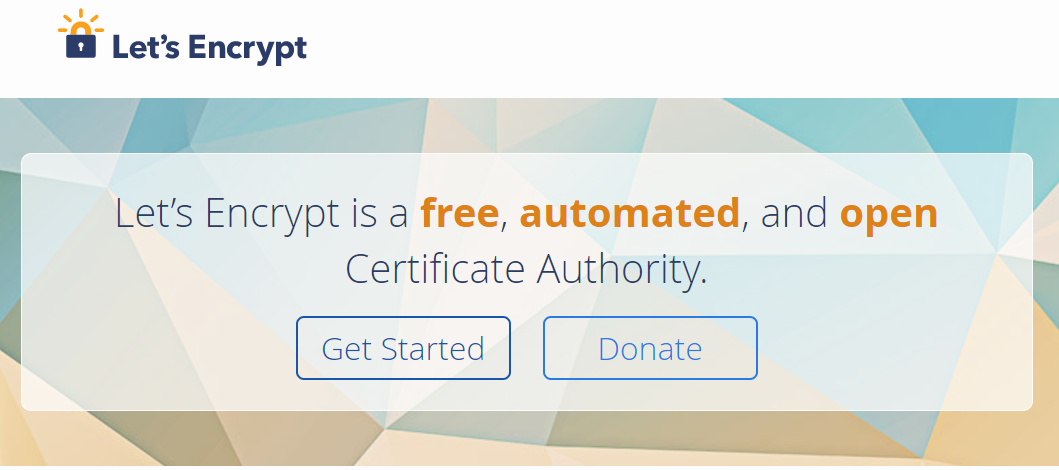 Let's Encrypt
Let’s Encrypt is a free, automated, and open
Certificate Authority.
Get Started
Donate